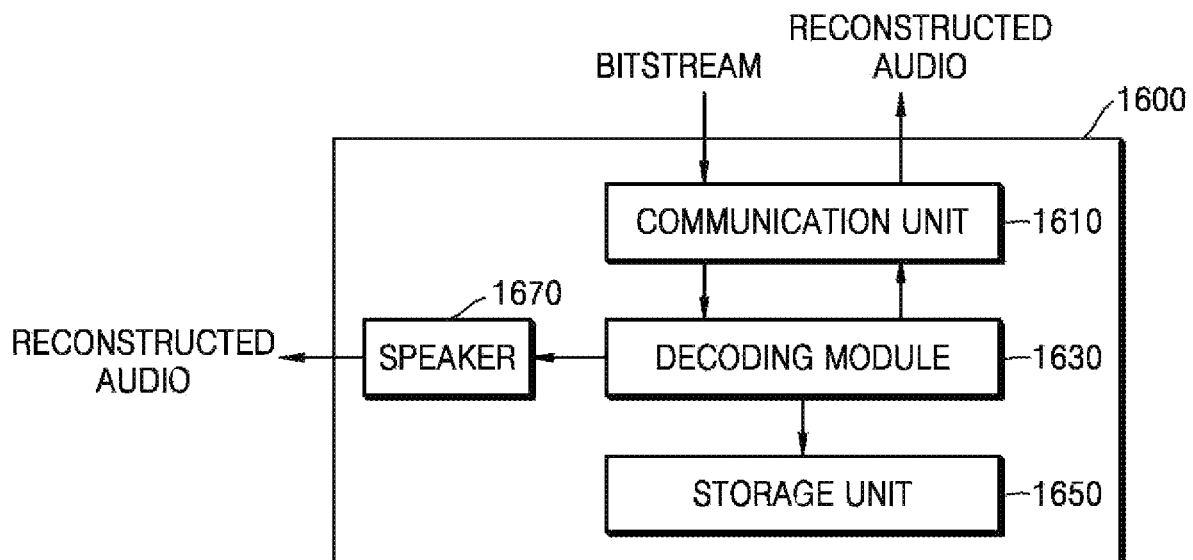 RECONSTRUCTED
AUDIO
BITSTREAM
1600
COMMUNICATION UNIT
1610
1670
RECONSTRUCTED
AUDIO
SPEAKER
DECODING MODULE
1630
STORAGE UNIT
1650